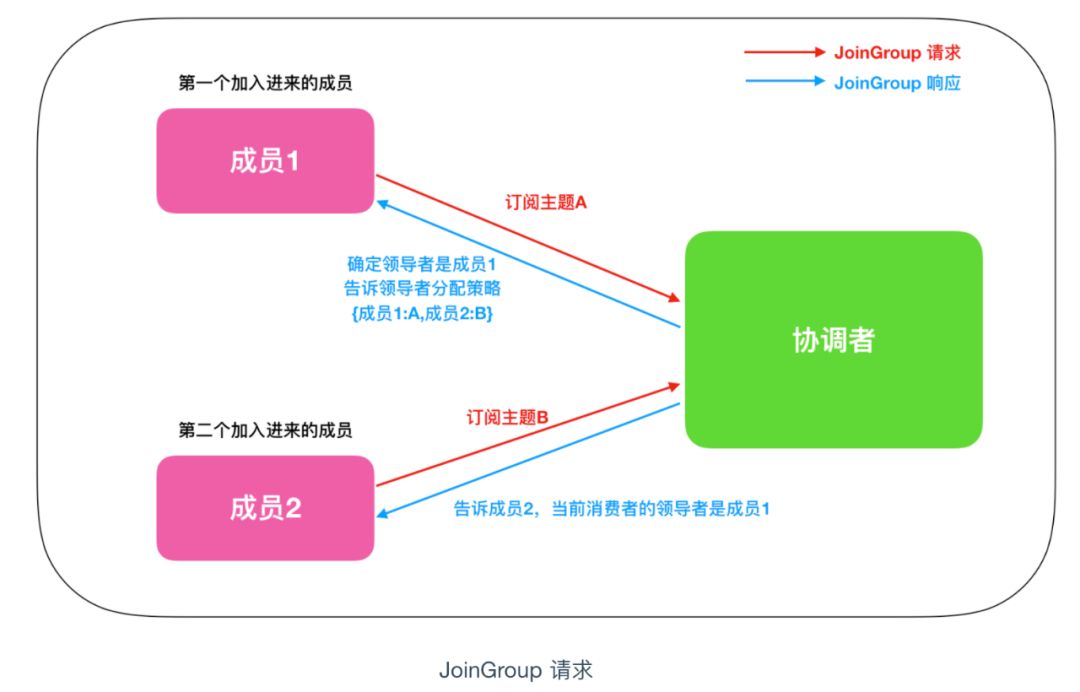 JoinGroup 请求
JoinGroup 响应
第一个加入进来的成员
成员1
订阅主题A
确定领导者是成员1
告诉领导者分配策略
{成员1:A,成员2:B}
协调者
订阅主题B
第二个加入进来的成员
成员2
告诉成员2，当前消费者的领导者是成员1
JoinGroup 请求